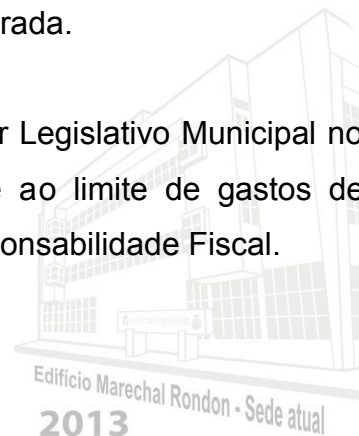 rada.
r Legislativo Municipal no
e ao limite de gastos de
onsabilidade Fiscal.
Edifício Marechal Rondon - Sede atual
2013